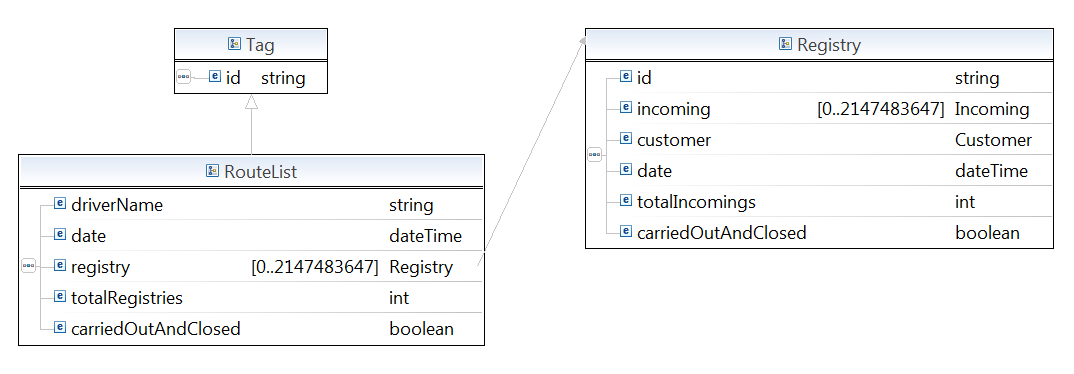 Tag
id string
RouteList
driverName string
date dateTime
registry [0..2147483647] Registry
totalRegistries int
carriedOutAndClosed boolean
Registry
id string
incoming [0..2147483647] Incoming
customer Customer
date dateTime
totalIncomings int
carriedOutAndClosed boolean